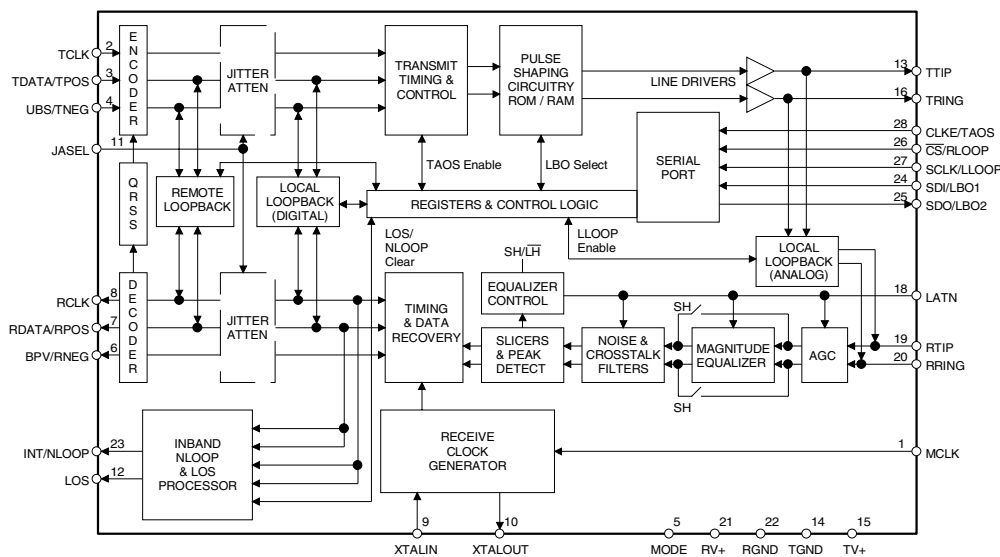 TCLK
2
TDATA/TPOS
3
UBS/TNEG
4
JASEL
11
ENCODER
QRSS
DECODER
JITTER
ATTEN
TRANSMIT
TIMING &
CONTROL
PULSE
SHAPING
CIRCUITRY
ROM / RAM
LINE DRIVERS
13
TTIP
16
TRING
28
CLKE/TAOS
26
CS/RLOOP
27
SCLK/LLOOP
24
SDI/LBO1
25
SDO/LBO2
SERIAL
PORT
TAOS Enable
LBO Select
REMOTE
LOOPBACK
LOCAL
LOOPBACK
(DIGITAL)
REGISTERS & CONTROL LOGIC
LOS/
NLOOP
Clear
LLOOP
Enable
SH/LH
LOCAL
LOOPBACK
(ANALOG)
RCLK
8
RDATA/RPOS
7
BPV/RNEG
6
JITTER
ATTEN
TIMING
& DATA
RECOVERY
EQUALIZER
CONTROL
SLICERS
& PEAK
DETECT
NOISE &
CROSSTALK
FILTERS
SH
MAGNITUDE
EQUALIZER
SH
AGC
18
LATN
19
RTIP
20
RRING
INT/NLOOP
23
LOS
12
INBAND
NLOOP
& LOS
PROCESSOR
RECEIVE
CLOCK
GENERATOR
1
MCLK
9
XTALIN
10
XTALOUT
5
MODE
21
RV+
22
RGND
14
TGND
15
TV+